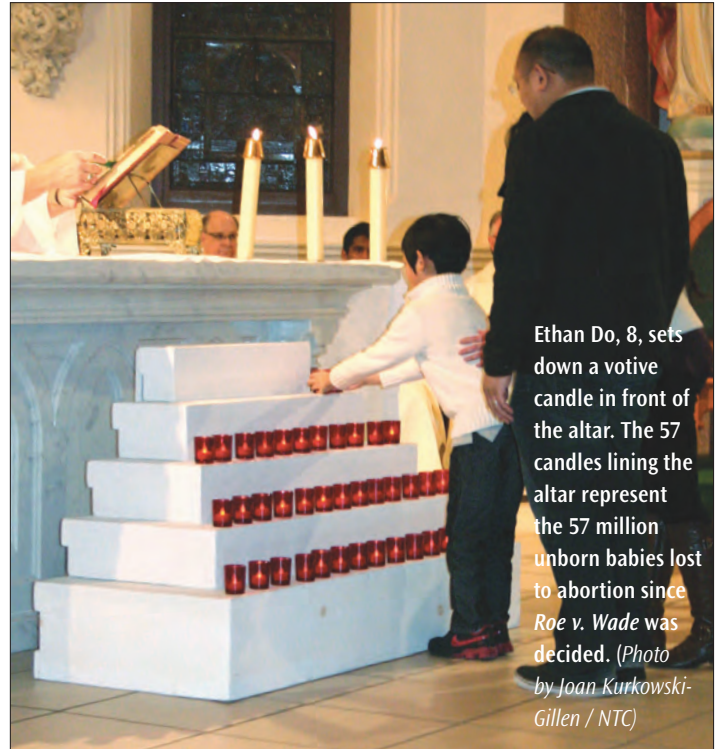 Ethan Do, 8, sets
down a votive
candle in front of
the altar. The 57
candles lining the
altar represent
the 57 million
unborn babies lost
to abortion since
Roe v. Wade was
decided. (Photo
by Joan Kurkowski-
Gillen / NTC)